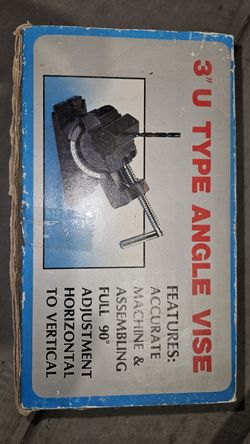 3" U TYPE ANGLE VISE
FEATURES:
ACCURATE
MACHINE &
ASSEMBLING
FULL 90°
ADJUSTMENT
HORIZONTAL
TO VERTICAL